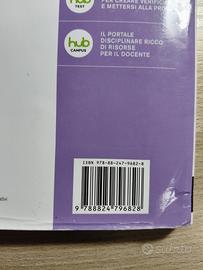 hub
TEST
PER CREARE VERIFICHE
E METTERSI ALLA PROVA
hub
CAMPUS
IL PORTALE
DISCIPLINARE RICCO
DI RISORSE
PER IL DOCENTE
ISBN 978-88-247-9682-8
9 788824 796828
subito